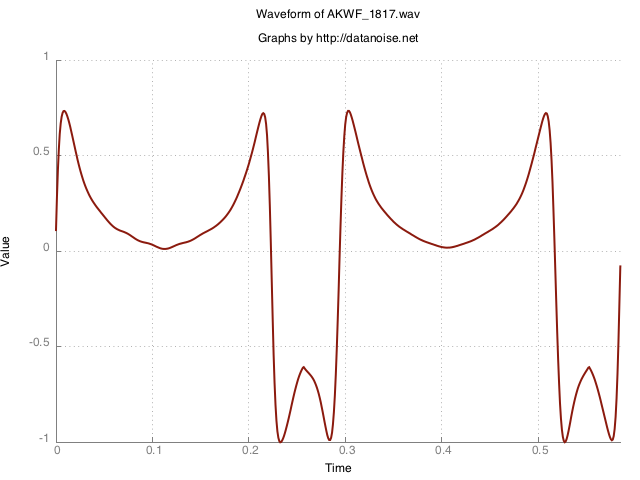 Waveform of AKWF_1817.wav
Graphs by http://datanoise.net
1
0.5
0
-0.5
-1
Value
0 0.1 0.2 0.3 0.4 0.5
Time